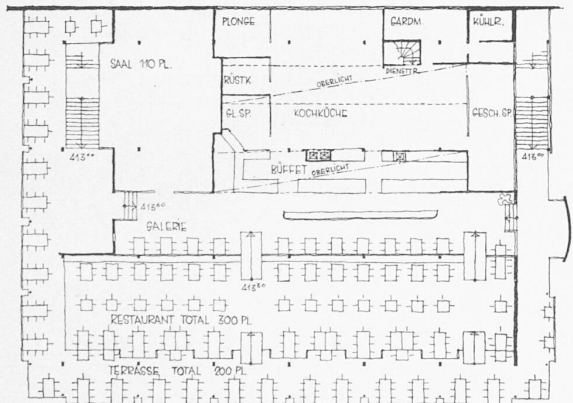 PLONGE
GARDM.
KÜHLR.
SAAL 110 PL.
DIENSTTR.
RÜSTK.
OBERLICHT
GL.SP.
KOCHKÜCHE
GESCH.SP.
413⁸⁰
BÜFFET
OBERLICHT
GALERIE
RESTAURANT TOTAL 300 PL.
TERRASSE TOTAL 200 PL.